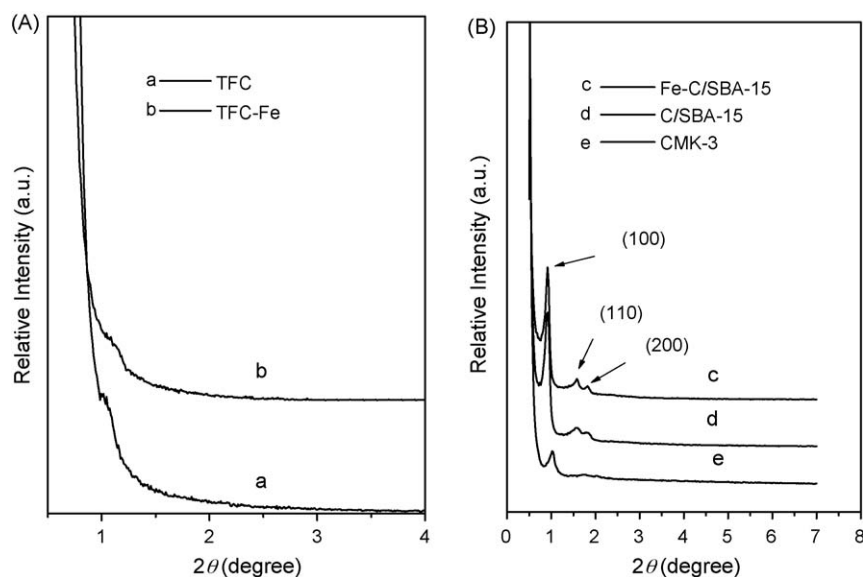 (A)
a TFC
b TFC-Fe
b
a
Relative Intensity (a.u.)
1 2 3 4
2θ (degree)
(B)
c Fe-C/SBA-15
d C/SBA-15
e CMK-3
(100)
(110)
(200)
c
d
e
Relative Intensity (a.u.)
0 1 2 3 4 5 6 7 8
2θ (degree)